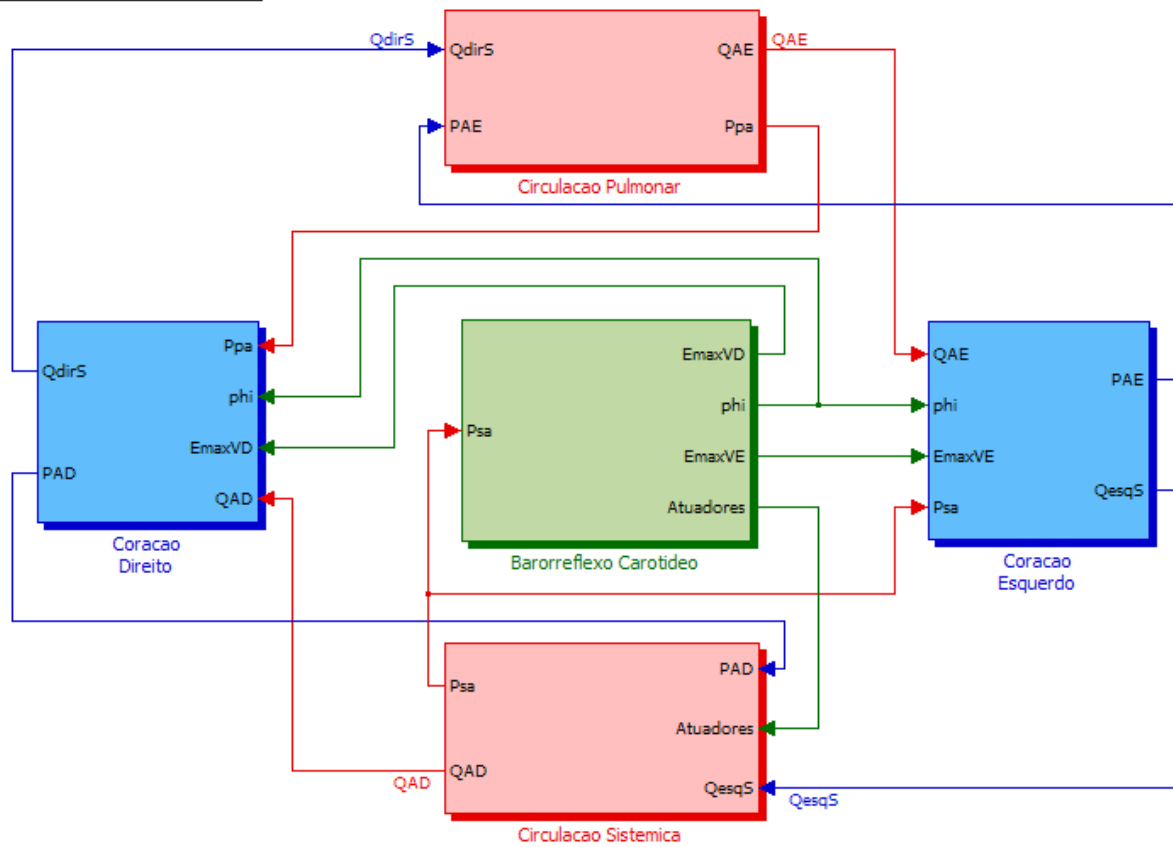 QdirS
QdirS
QAE
QAE
PAE
Ppa
Circulacao Pulmonar
Ppa
QdirS
phi
EmaxVD
PAD
QAD
Coracao
Direito
EmaxVD
phi
Psa
EmaxVE
Atuadores
Barorreflexo Carotideo
QAE
PAE
phi
EmaxVE
QesqS
Psa
Coracao
Esquerdo
PAD
Psa
Atuadores
QAD
QAD
QesqS
QesqS
Circulacao Sistemica